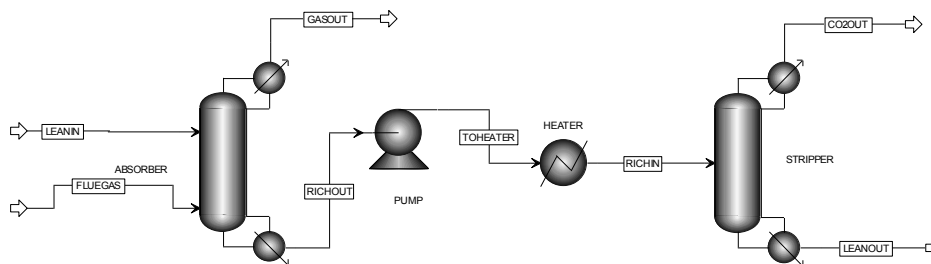 GASOUT
CO2OUT
LEANIN
TOHEATER
HEATER
ABSORBER
STRIPPER
RICHIN
FLUEGAS
RICHOUT
PUMP
LEANOUT